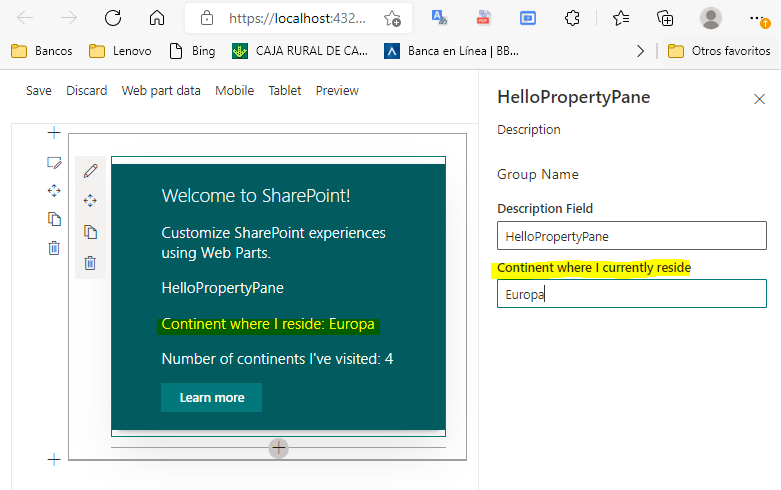 https://localhost:432...
Bancos
Lenovo
Bing
CAJA RURAL DE CA...
Banca en Línea | BB...
Otros favoritos
Save
Discard
Web part data
Mobile
Tablet
Preview
Welcome to SharePoint!
Customize SharePoint experiences
using Web Parts.
HelloPropertyPane
Continent where I reside: Europa
Number of continents I've visited: 4
Learn more
HelloPropertyPane
Description
Group Name
Description Field
HelloPropertyPane
Continent where I currently reside
Europa